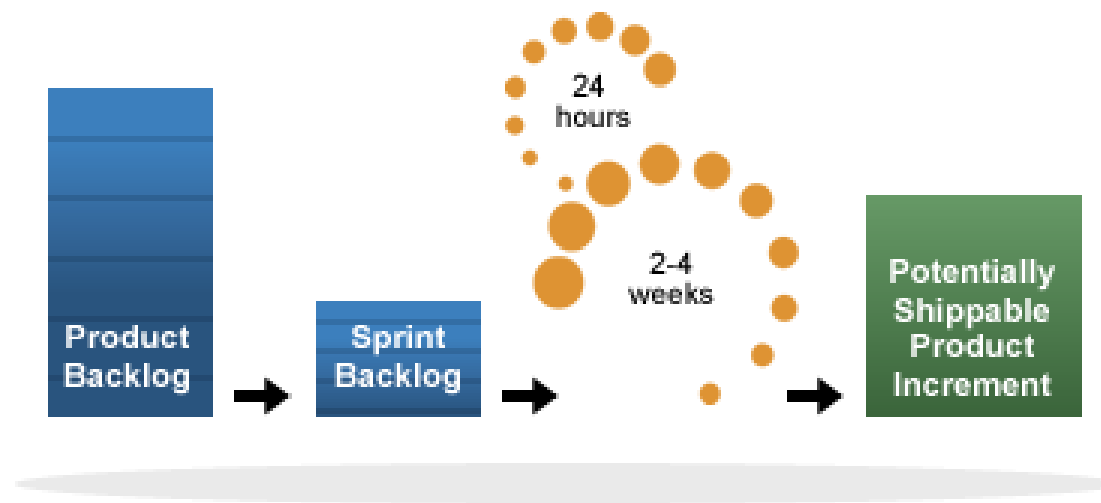 Product
Backlog
Sprint
Backlog
24
hours
2-4
weeks
Potentially
Shippable
Product
Increment